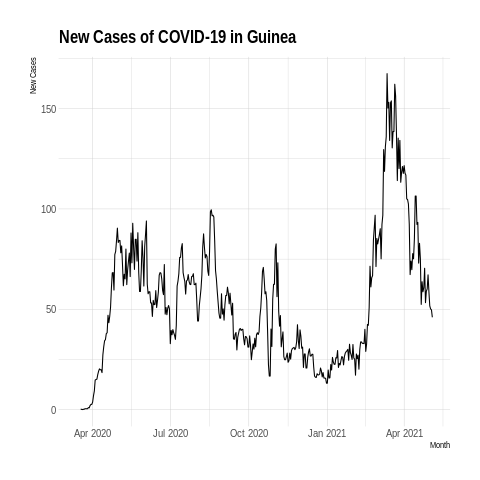 New Cases of COVID-19 in Guinea
New Cases
150
100
50
0
Apr 2020 Jul 2020 Oct 2020 Jan 2021 Apr 2021
Month